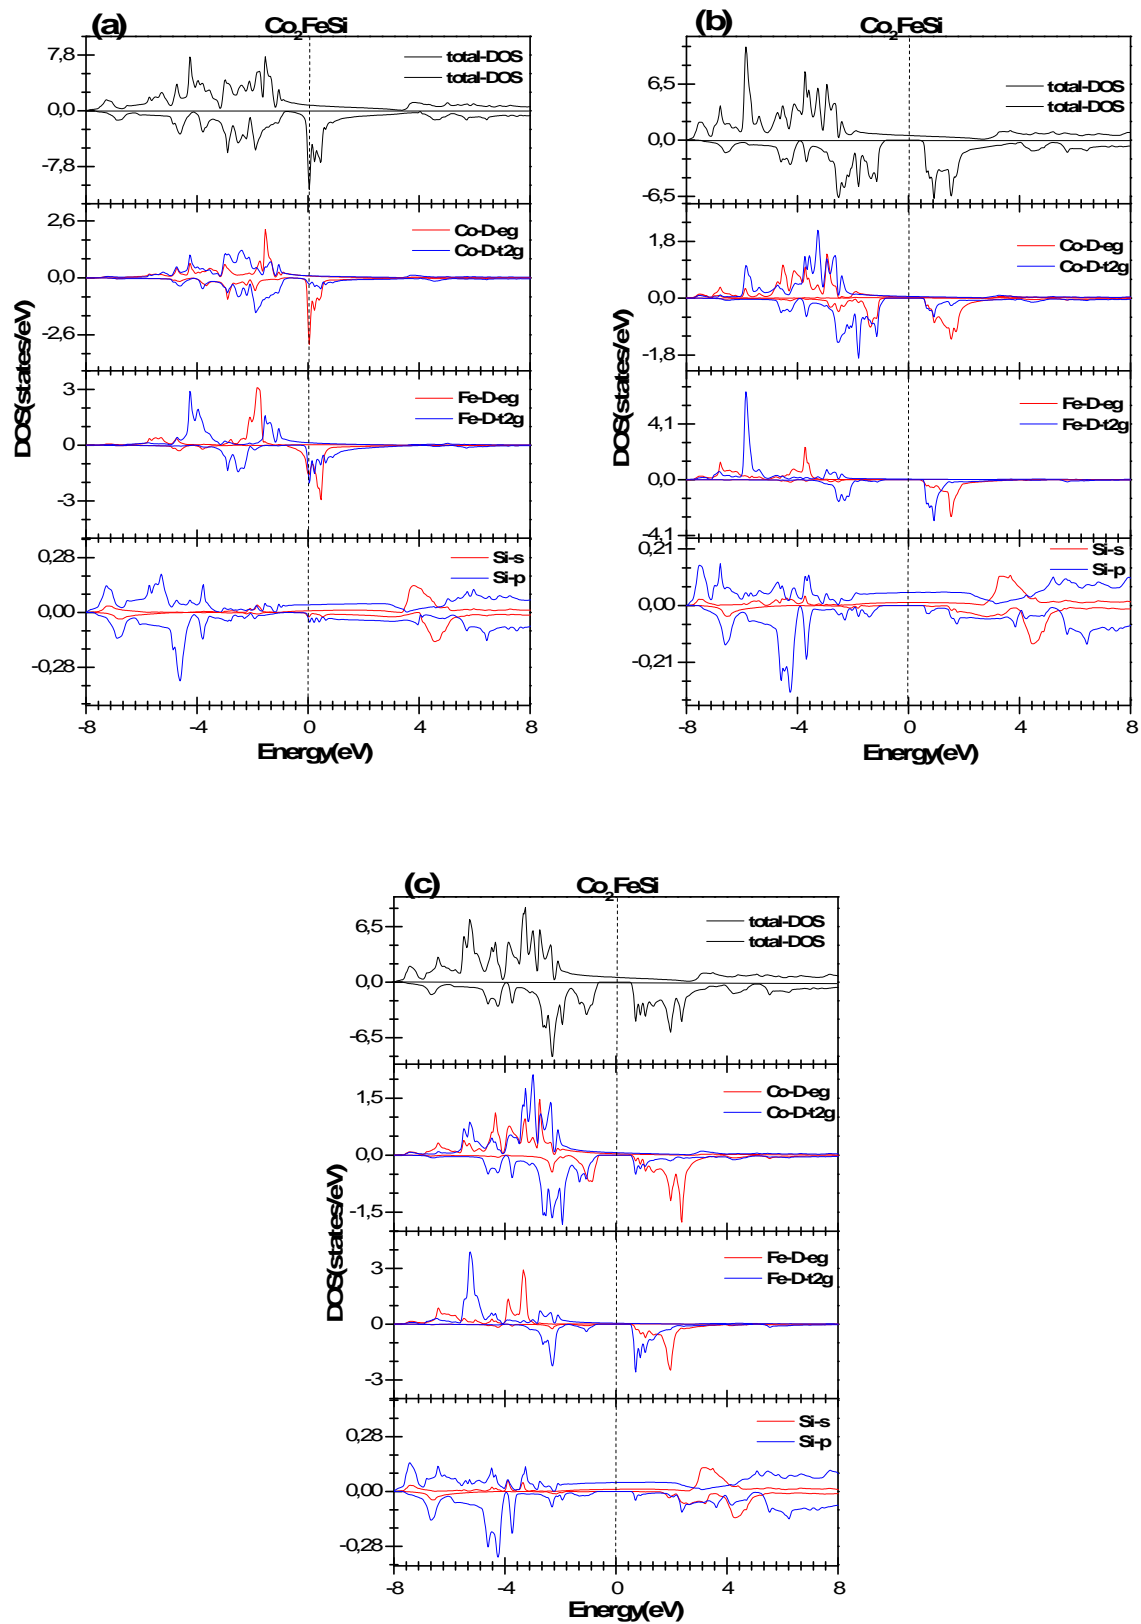 (a)
Co2FeSi
7,8
total-DOS
total-DOS
0,0
-7,8
2,6
Co-D-eg
Co-D-t2g
0,0
-2,6
3
Fe-D-eg
Fe-D-t2g
0
-3
0,28
Si-s
Si-p
0,00
-0,28
-8
-4
0
4
8
DOS(states/eV)
Energy(eV)
(b)
Co2FeSi
6,5
total-DOS
total-DOS
0,0
-6,5
1,8
Co-D-eg
Co-D-t2g
0,0
-1,8
4,1
Fe-D-eg
Fe-D-t2g
0,0
-4,1
0,21
Si-s
Si-p
0,00
-0,21
-8
-4
0
4
8
DOS(states/eV)
Energy(eV)
(c)
Co2FeSi
6,5
total-DOS
total-DOS
0,0
-6,5
1,5
Co-D-eg
Co-D-t2g
0,0
-1,5
3
Fe-D-eg
Fe-D-t2g
0
-3
0,28
Si-s
Si-p
0,00
-0,28
-8
-4
0
4
8
DOS(states/eV)
Energy(eV)